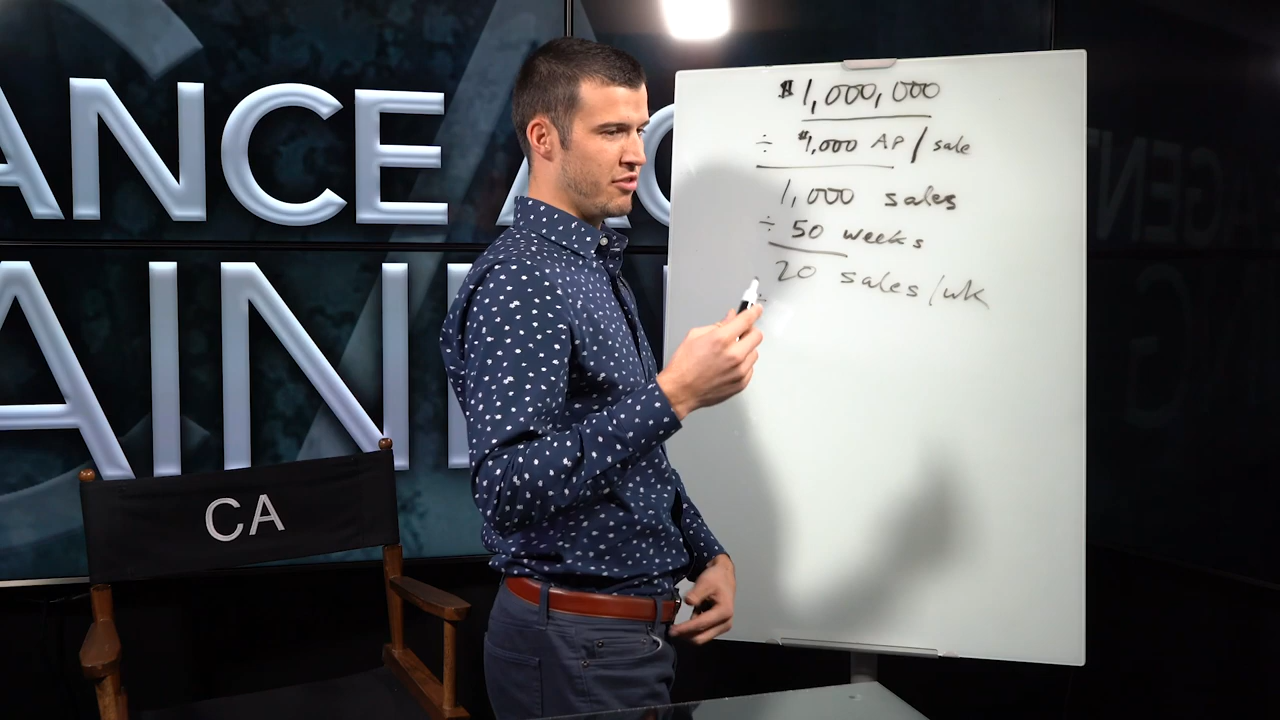 ANCE A
AIN
CA
$1,000,000
÷ $1,000 AP/sale
1,000 sales
÷ 50 weeks
20 sales/wk